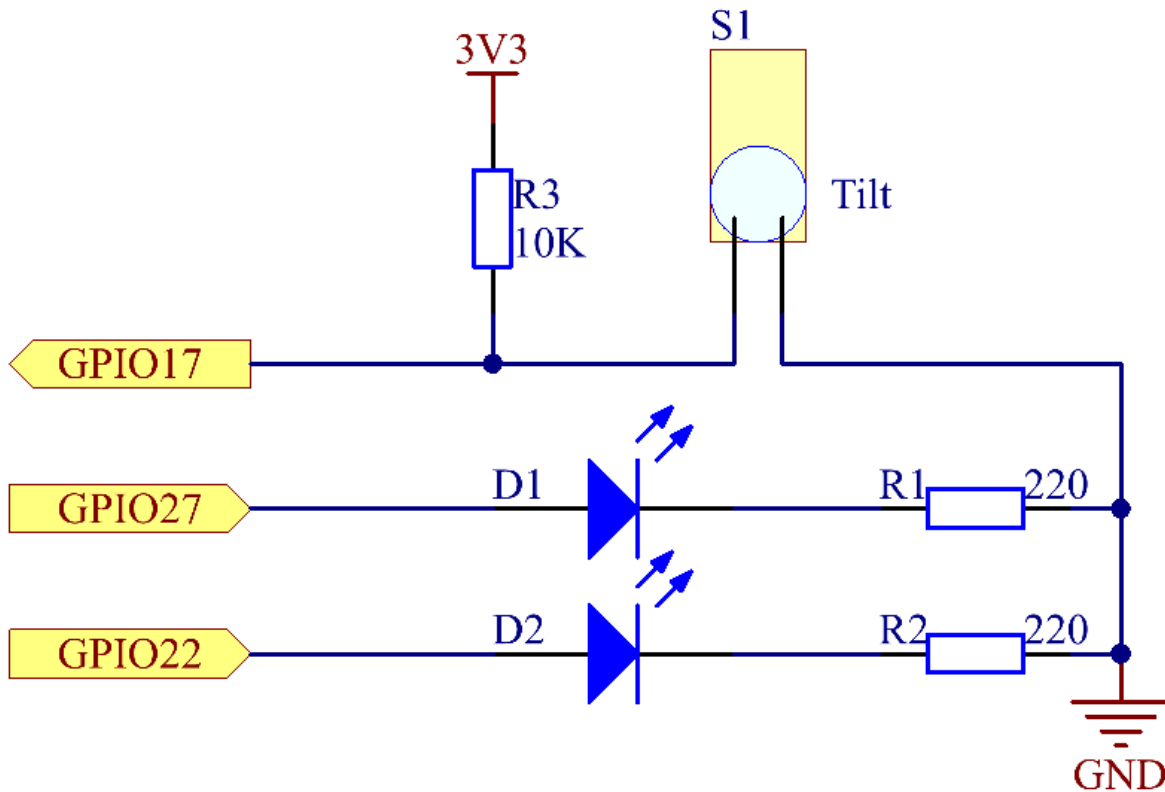 S1
3V3
R3
10K
Tilt
GPIO17
GPIO27
D1
R1
220
GPIO22
D2
R2
220
GND